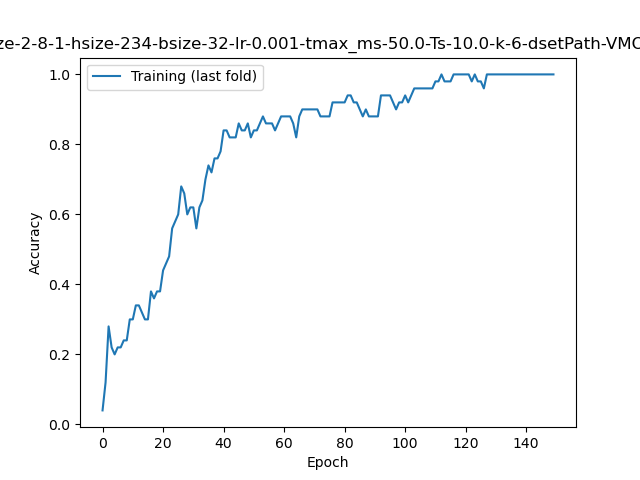 ze-2-8-1-hsize-234-bsize-32-lr-0.001-tmax_ms-50.0-Ts-10.0-k-6-dsetPath-VMC
Training (last fold)
1.0
0.8
0.6
0.4
0.2
0.0
Accuracy
0 20 40 60 80 100 120 140
Epoch